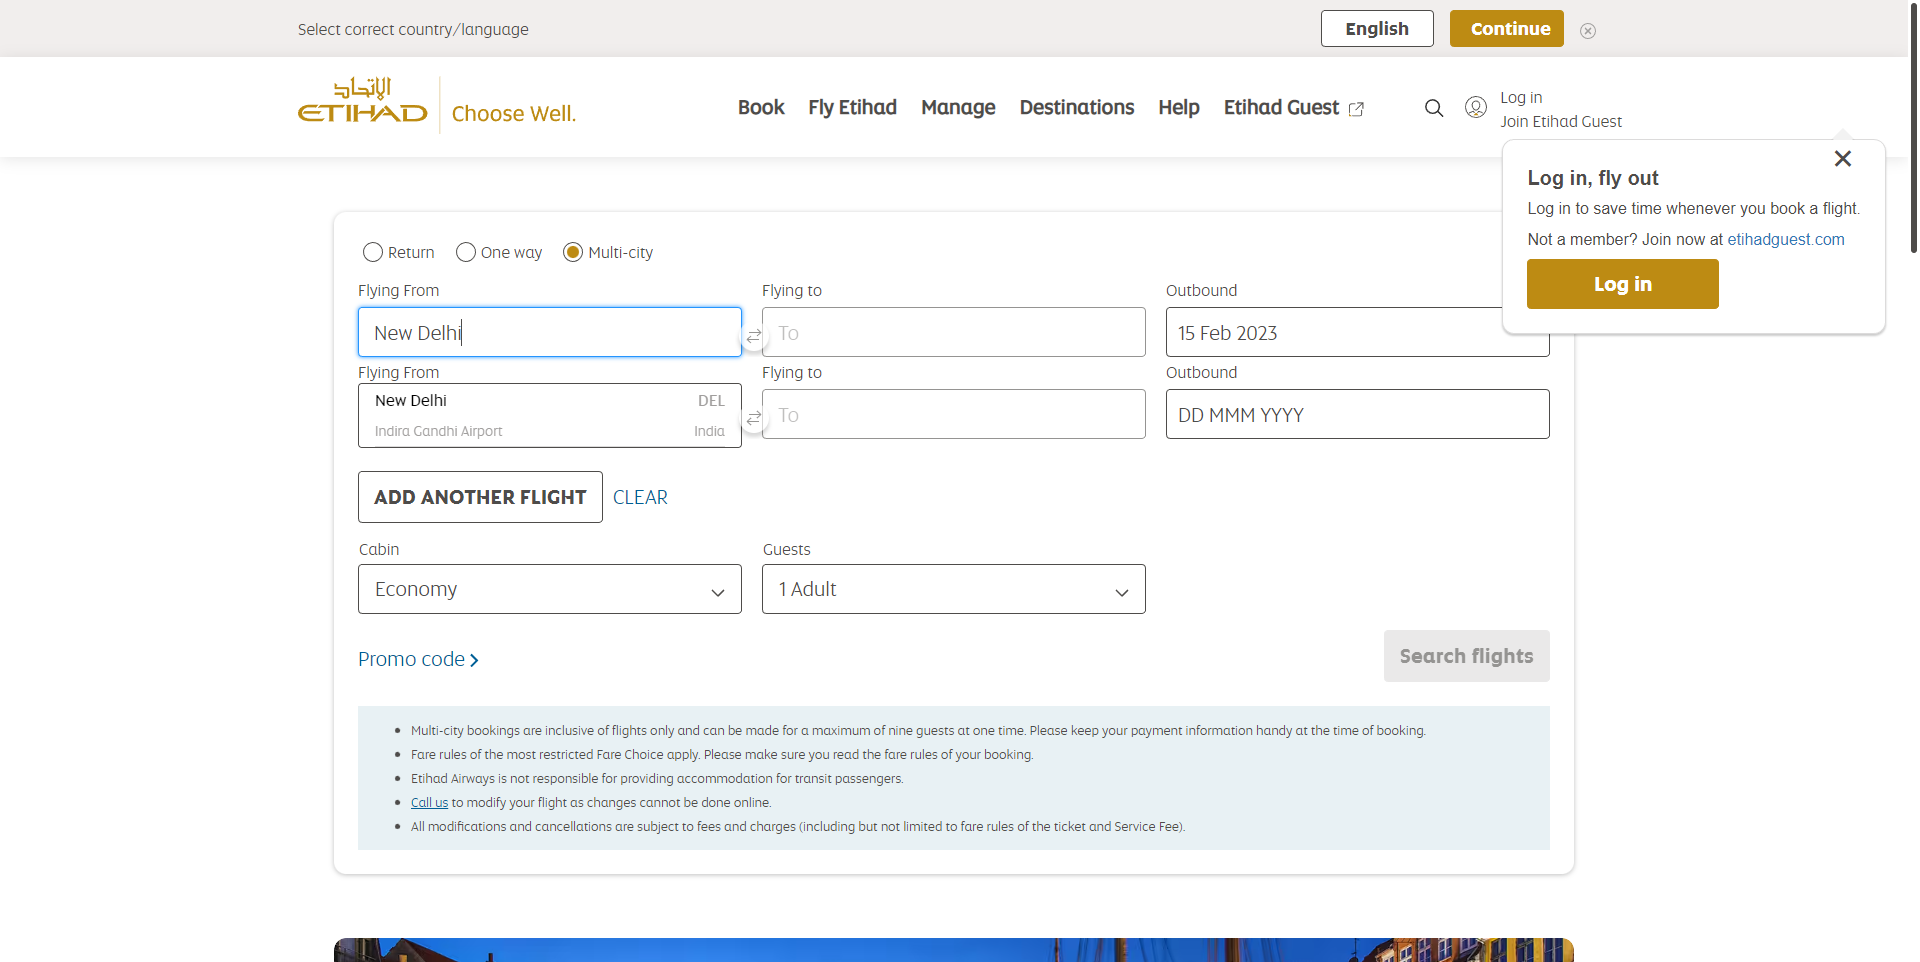 Select correct country/language
English
Continue
الإتحاد
ETIHAD
Choose Well.
Book
Fly Etihad
Manage
Destinations
Help
Etihad Guest
Log in
Join Etihad Guest
Log in, fly out
Log in to save time whenever you book a flight.
Not a member? Join now at etihadguest.com
Log in
Return
One way
Multi-city
Flying From
Flying to
Outbound
New Delhi
To
15 Feb 2023
Flying From
Flying to
Outbound
New Delhi DEL
Indira Gandhi Airport India
To
DD MMM YYYY
ADD ANOTHER FLIGHT
CLEAR
Cabin
Guests
Economy
1 Adult
Promo code
Search flights
Multi-city bookings are inclusive of flights only and can be made for a maximum of nine guests at one time. Please keep your payment information handy at the time of booking.
Fare rules of the most restricted Fare Choice apply. Please make sure you read the fare rules of your booking.
Etihad Airways is not responsible for providing accommodation for transit passengers.
Call us to modify your flight as changes cannot be done online.
All modifications and cancellations are subject to fees and charges (including but not limited to fare rules of the ticket and Service Fee).